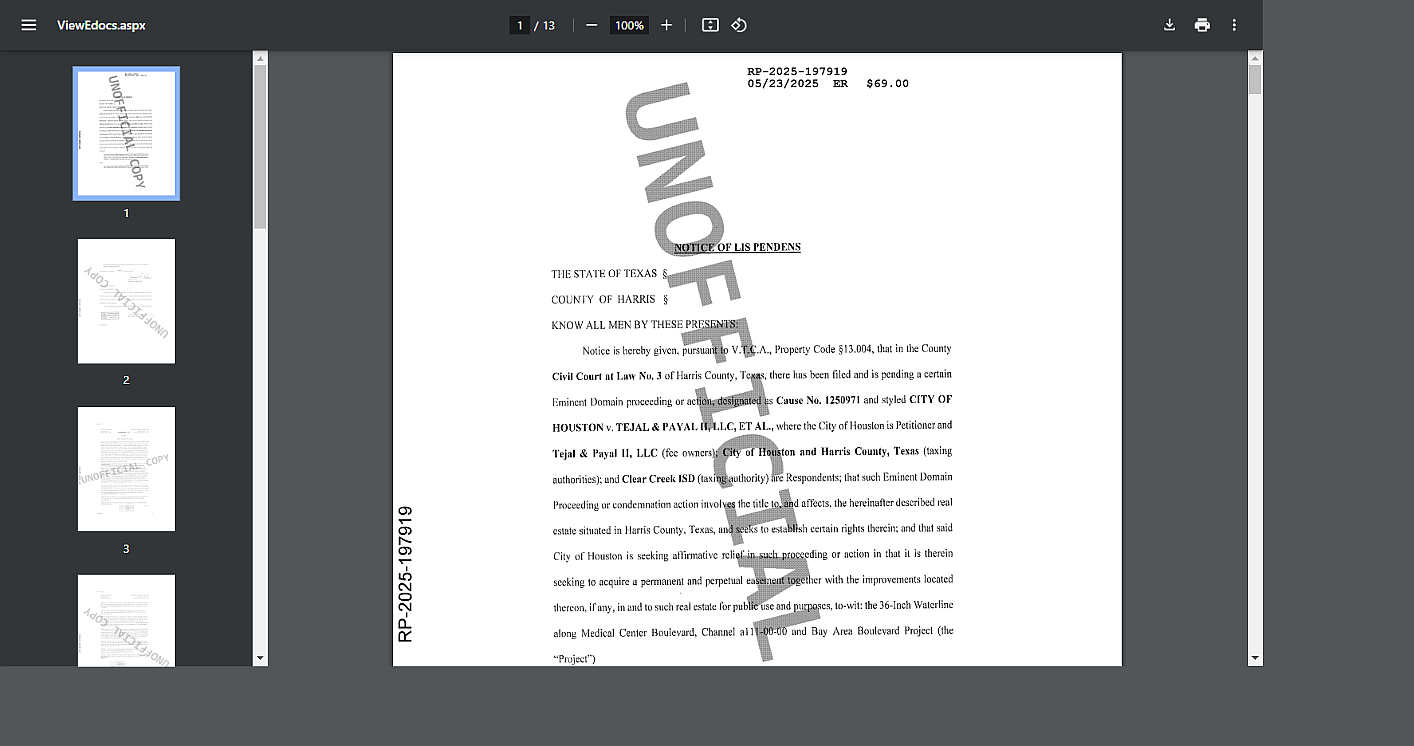 ViewEdocs.aspx
1 / 13
100%
RP-2025-197919
05/23/2025 ER $69.00
UNOFFICIAL
NOTICE OF LIS PENDENS
THE STATE OF TEXAS §
COUNTY OF HARRIS §
KNOW ALL MEN BY THESE PRESENTS:
Notice is hereby given, pursuant to V.T.C.A., Property Code §13.004, that in the County
Civil Court at Law No. 3 of Harris County, Texas, there has been filed and is pending a certain
Eminent Domain proceeding or action, designated as Cause No. 1250971 and styled CITY OF
HOUSTON v. TEJAL & PAYAL II, LLC, ET AL., where the City of Houston is Petitioner and
Tejal & Payal II, LLC (fee owners); City of Houston and Harris County, Texas (taxing
authorities); and Clear Creek ISD (taxing authority) are Respondents; that such Eminent Domain
Proceeding or condemnation action involves the title to, and affects, the hereinafter described real
estate situated in Harris County, Texas, and seeks to establish certain rights therein; and that said
City of Houston is seeking affirmative relief in such proceeding or action in that it is therein
seeking to acquire a permanent and perpetual easement together with the improvements located
thereon, if any, in and to such real estate for public use and purposes, to-wit: the 36-Inch Waterline
along Medical Center Boulevard, Channel a111-00-00 and Bay Area Boulevard Project (the
“Project”)
RP-2025-197919
UNOFFICIAL COPY
1
UNOFFICIAL COPY
2
UNOFFICIAL COPY
3
UNOFFICIAL COPY